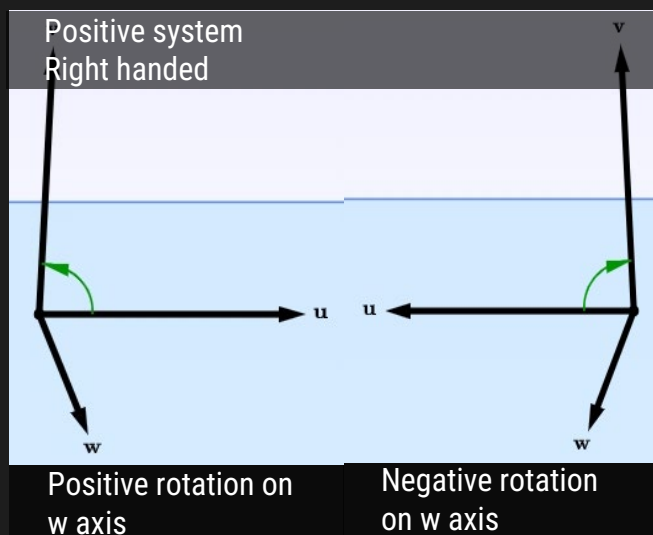 Positive system
Right handed
v
u
w
u
w
Positive rotation on
w axis
Negative rotation
on w axis